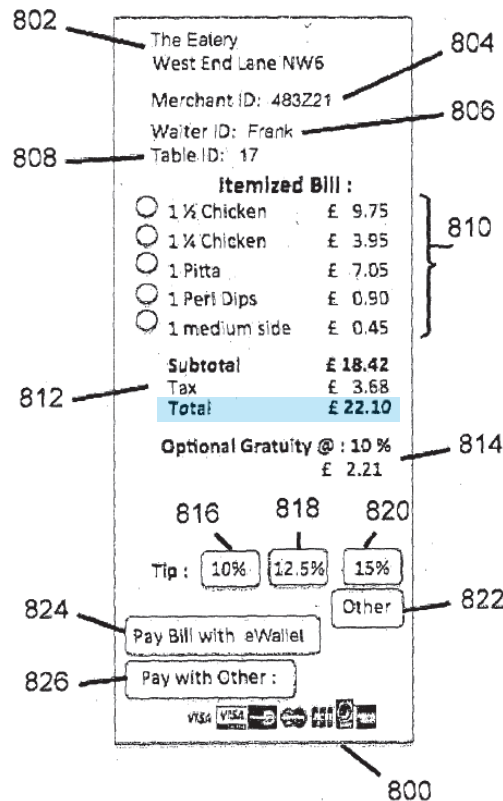 802
The Eatery
West End Lane NW6
804
Merchant ID: 483Z21
806
Waiter ID: Frank
808
Table ID: 17
Itemized Bill :
1 ½ Chicken £ 9.75
1 ¼ Chicken £ 3.95
810
1 Pitta £ 7.05
1 Peri Dips £ 0.90
1 medium side £ 0.45
Subtotal £ 18.42
812
Tax £ 3.68
Total £ 22.10
Optional Gratuity @ : 10 %
814
£ 2.21
816 818 820
Tip : 10% 12.5% 15%
Other
822
824
Pay Bill with eWallet
826
Pay with Other :
VISA VISA
800